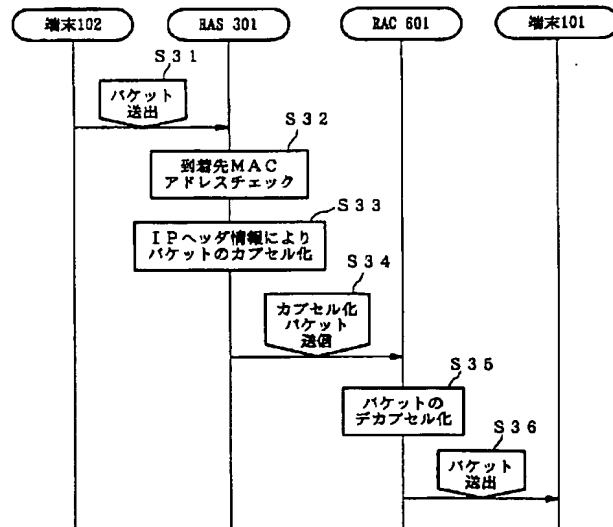 端末102
RAS 301
RAC 601
端末101
S31
パケット
送出
S32
到着先MAC
アドレスチェック
S33
IPヘッダ情報により
パケットのカプセル化
S34
カプセル化
パケット
送信
S35
パケットの
デカプセル化
S36
パケット
送出